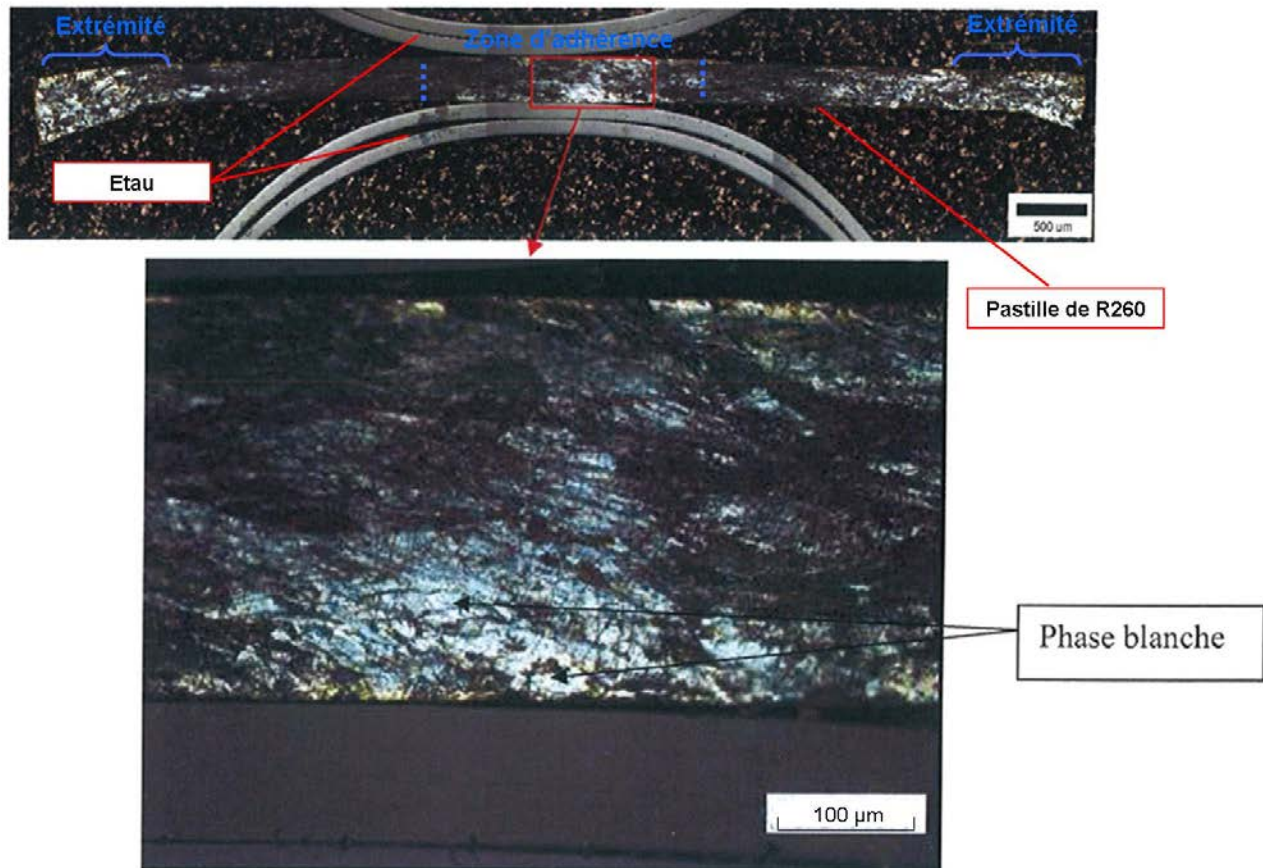 Extrémité
Zone d'adhérence
Extrémité
Etau
500 um
Pastille de R260
Phase blanche
100 µm